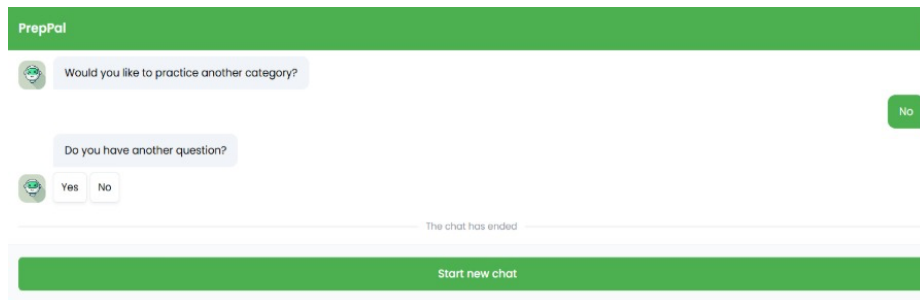 PrepPal
Would you like to practice another category?
No
Do you have another question?
Yes No
The chat has ended
Start new chat